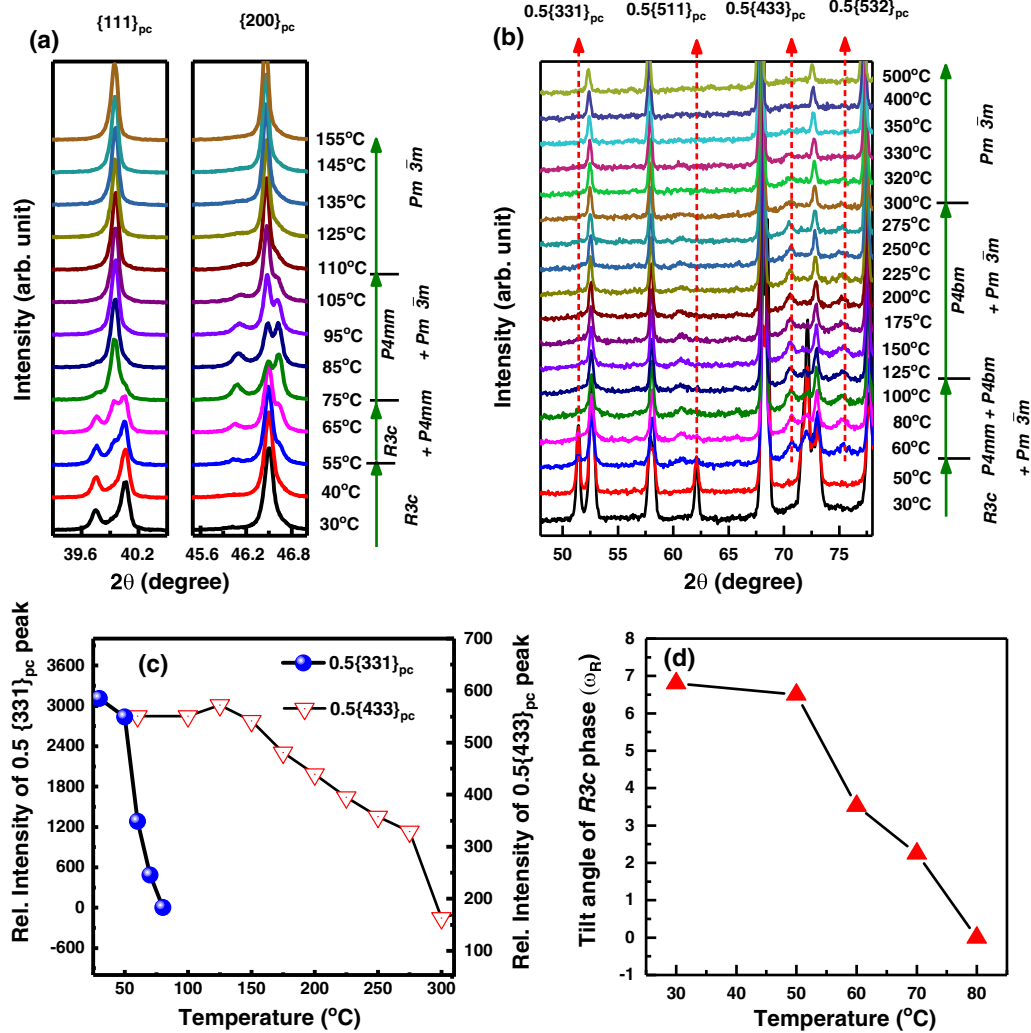 (a)
{111}pc
{200}pc
Intensity (arb. unit)
155°C
145°C
135°C
125°C
110°C
105°C
95°C
85°C
75°C
65°C
55°C
40°C
30°C
Pm 3̄m
P4mm
+ Pm 3̄m
R3c
+ P4mm
R3c
39.6 40.2 45.6 46.2 46.8
2θ (degree)
(b)
0.5{331}pc 0.5{511}pc 0.5{433}pc 0.5{532}pc
Intensity (arb. unit)
500°C
400°C
350°C
330°C
320°C
300°C
275°C
250°C
225°C
200°C
175°C
150°C
125°C
100°C
80°C
60°C
50°C
30°C
Pm 3̄m
P4bm
+ Pm 3̄m
P4mm + P4bm
+ Pm 3̄m
R3c
50 55 60 65 70 75
2θ (degree)
(c)
0.5{331}pc
0.5{433}pc
Rel. Intensity of 0.5 {331}pc peak
3600
3000
2400
1800
1200
600
0
-600
700
600
500
400
300
200
100
Rel. Intensity of 0.5{433}pc peak
50 100 150 200 250 300
Temperature (°C)
(d)
Tilt angle of R3c phase (ωR)
8
7
6
5
4
3
2
1
0
-1
30 40 50 60 70 80
Temperature (°C)